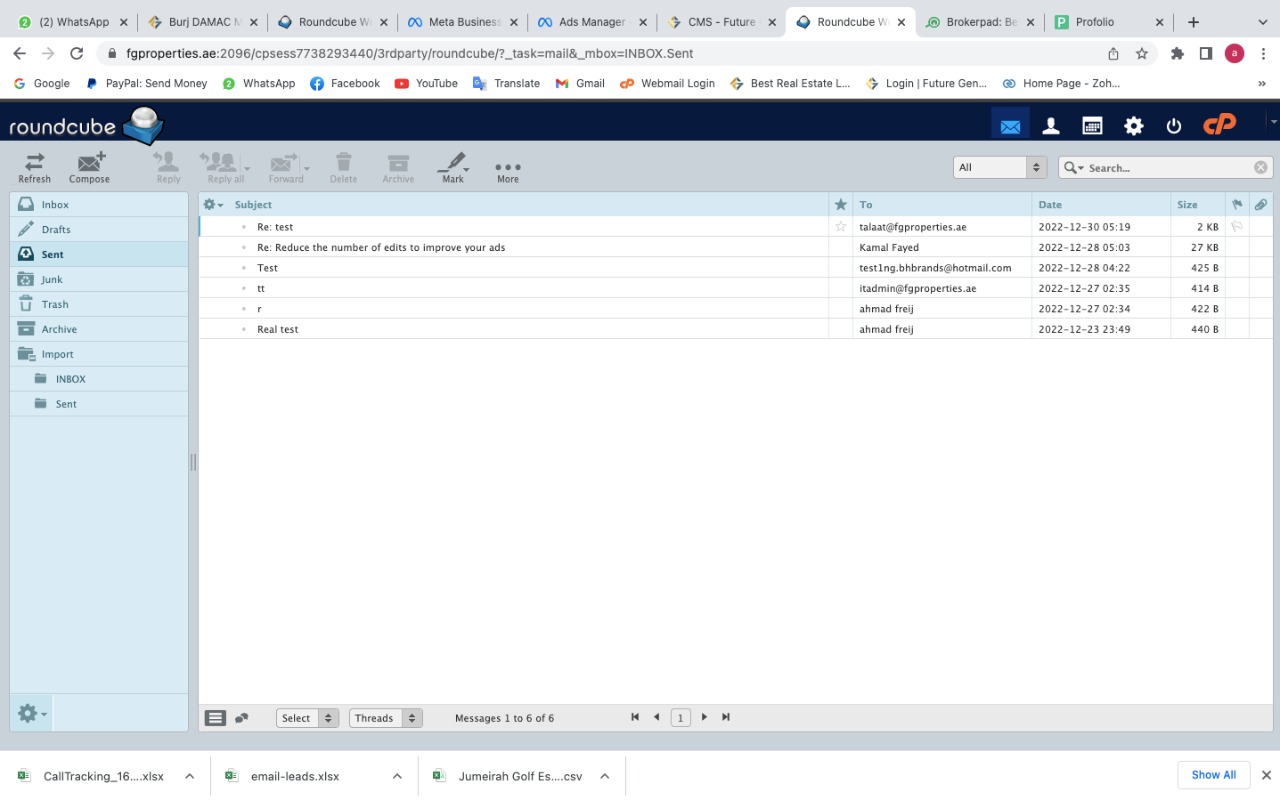 (2) WhatsApp
Burj DAMAC M
Roundcube We
Meta Business
Ads Manager -
CMS - Future
Roundcube We
Brokerpad: Be
Profolio
fgproperties.ae:2096/cpsess7738293440/3rdparty/roundcube/?_task=mail&_mbox=INBOX.Sent
a
Google
PayPal: Send Money
WhatsApp
Facebook
YouTube
Translate
Gmail
Webmail Login
Best Real Estate L...
Login | Future Gen...
Home Page - Zoh...
roundcube
cP
Refresh
Compose
Reply
Reply all
Forward
Delete
Archive
Mark
More
All
Search...
Inbox
Drafts
Sent
Junk
Trash
Archive
Import
INBOX
Sent
Subject To Date Size
Re: test talaat@fgproperties.ae 2022-12-30 05:19 2 KB
Re: Reduce the number of edits to improve your ads Kamal Fayed 2022-12-28 05:03 27 KB
Test test1ng.bhbrands@hotmail.com 2022-12-28 04:22 425 B
tt itadmin@fgproperties.ae 2022-12-27 02:35 414 B
r ahmad freij 2022-12-27 02:34 422 B
Real test ahmad freij 2022-12-23 23:49 440 B
Select
Threads
Messages 1 to 6 of 6
1
CallTracking_16....xlsx
email-leads.xlsx
Jumeirah Golf Es....csv
Show All